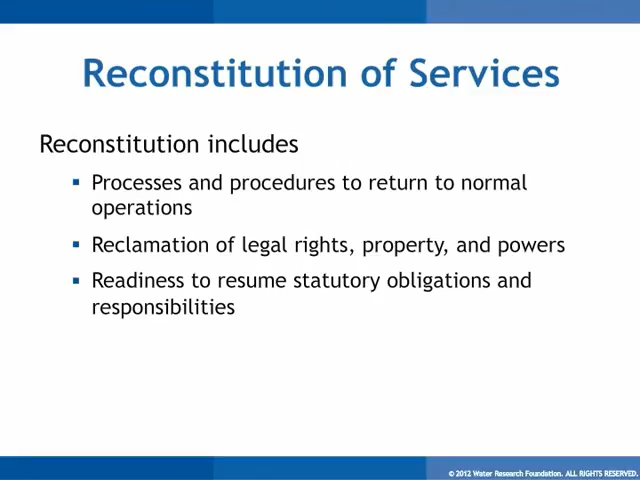 Reconstitution of Services
Reconstitution includes
▪ Processes and procedures to return to normal
operations
▪ Reclamation of legal rights, property, and powers
▪ Readiness to resume statutory obligations and
responsibilities
© 2012 Water Research Foundation. ALL RIGHTS RESERVED.